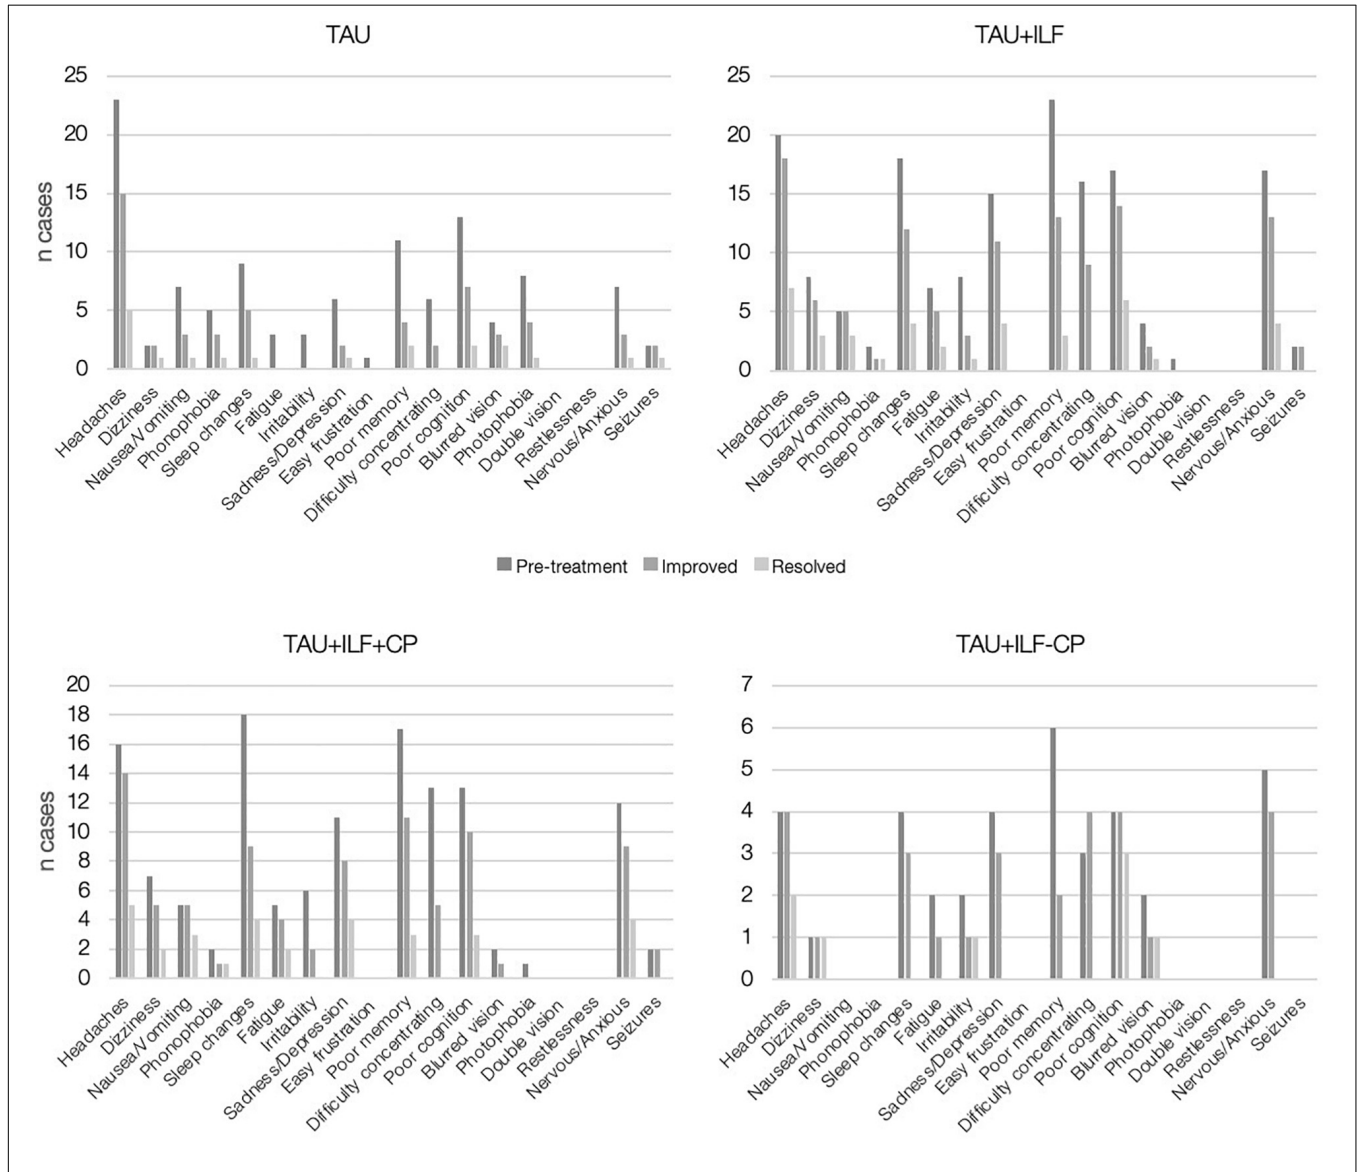 TAU
TAU+ILF
25
20
15
10
5
0
n cases
Headaches
Dizziness
Nausea/Vomiting
Phonophobia
Sleep changes
Fatigue
Irritability
Sadness/Depression
Easy frustration
Poor memory
Difficulty concentrating
Poor cognition
Blurred vision
Photophobia
Double vision
Restlessness
Nervous/Anxious
Seizures
25
20
15
10
5
0
Headaches
Dizziness
Nausea/Vomiting
Phonophobia
Sleep changes
Fatigue
Irritability
Sadness/Depression
Easy frustration
Poor memory
Difficulty concentrating
Poor cognition
Blurred vision
Photophobia
Double vision
Restlessness
Nervous/Anxious
Seizures
Pre-treatment Improved Resolved
TAU+ILF+CP
TAU+ILF-CP
20
18
16
14
12
10
8
6
4
2
0
n cases
Headaches
Dizziness
Nausea/Vomiting
Phonophobia
Sleep changes
Fatigue
Irritability
Sadness/Depression
Easy frustration
Poor memory
Difficulty concentrating
Poor cognition
Blurred vision
Photophobia
Double vision
Restlessness
Nervous/Anxious
Seizures
7
6
5
4
3
2
1
0
Headaches
Dizziness
Nausea/Vomiting
Phonophobia
Sleep changes
Fatigue
Irritability
Sadness/Depression
Easy frustration
Poor memory
Difficulty concentrating
Poor cognition
Blurred vision
Photophobia
Double vision
Restlessness
Nervous/Anxious
Seizures